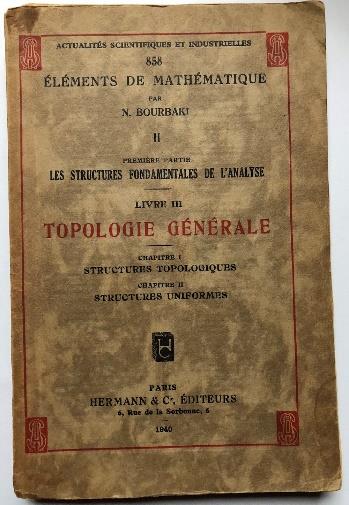 ACTUALITÉS SCIENTIFIQUES ET INDUSTRIELLES
858
ÉLÉMENTS DE MATHÉMATIQUE
PAR
N. BOURBAKI
II
PREMIÈRE PARTIE
LES STRUCTURES FONDAMENTALES DE L'ANALYSE
LIVRE III
TOPOLOGIE GÉNÉRALE
CHAPITRE I
STRUCTURES TOPOLOGIQUES
CHAPITRE II
STRUCTURES UNIFORMES
PARIS
HERMANN & Cie, ÉDITEURS
6, Rue de la Sorbonne, 6
1940